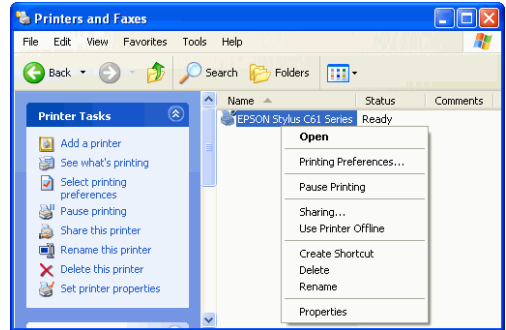 Printers and Faxes
File Edit View Favorites Tools Help
Back Search Folders
Name Status Comments
EPSON Stylus C61 Series Ready
Printer Tasks
Add a printer
See what's printing
Select printing
preferences
Pause printing
Share this printer
Rename this printer
Delete this printer
Set printer properties
Open
Printing Preferences...
Pause Printing
Sharing...
Use Printer Offline
Create Shortcut
Delete
Rename
Properties